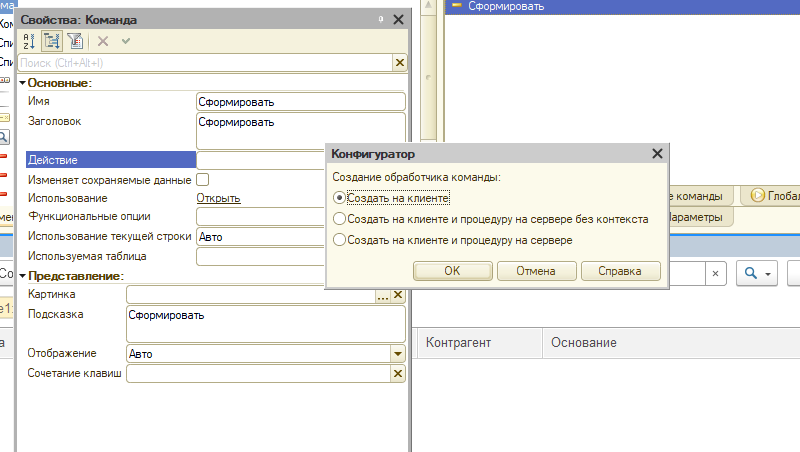 Сформировать
Свойства: Команда
Поиск (Ctrl+Alt+I)
Основные:
Имя
Сформировать
Заголовок
Сформировать
Действие
Изменяет сохраняемые данные
Использование
Открыть
Функциональные опции
Использование текущей строки
Авто
Используемая таблица
Представление:
Картинка
...
Подсказка
Сформировать
Отображение
Авто
Сочетание клавиш
Конфигуратор
Создание обработчика команды:
Создать на клиенте
Создать на клиенте и процедуру на сервере без контекста
Создать на клиенте и процедуру на сервере
OK
Отмена
Справка
команды
Параметры
Контрагент
Основание